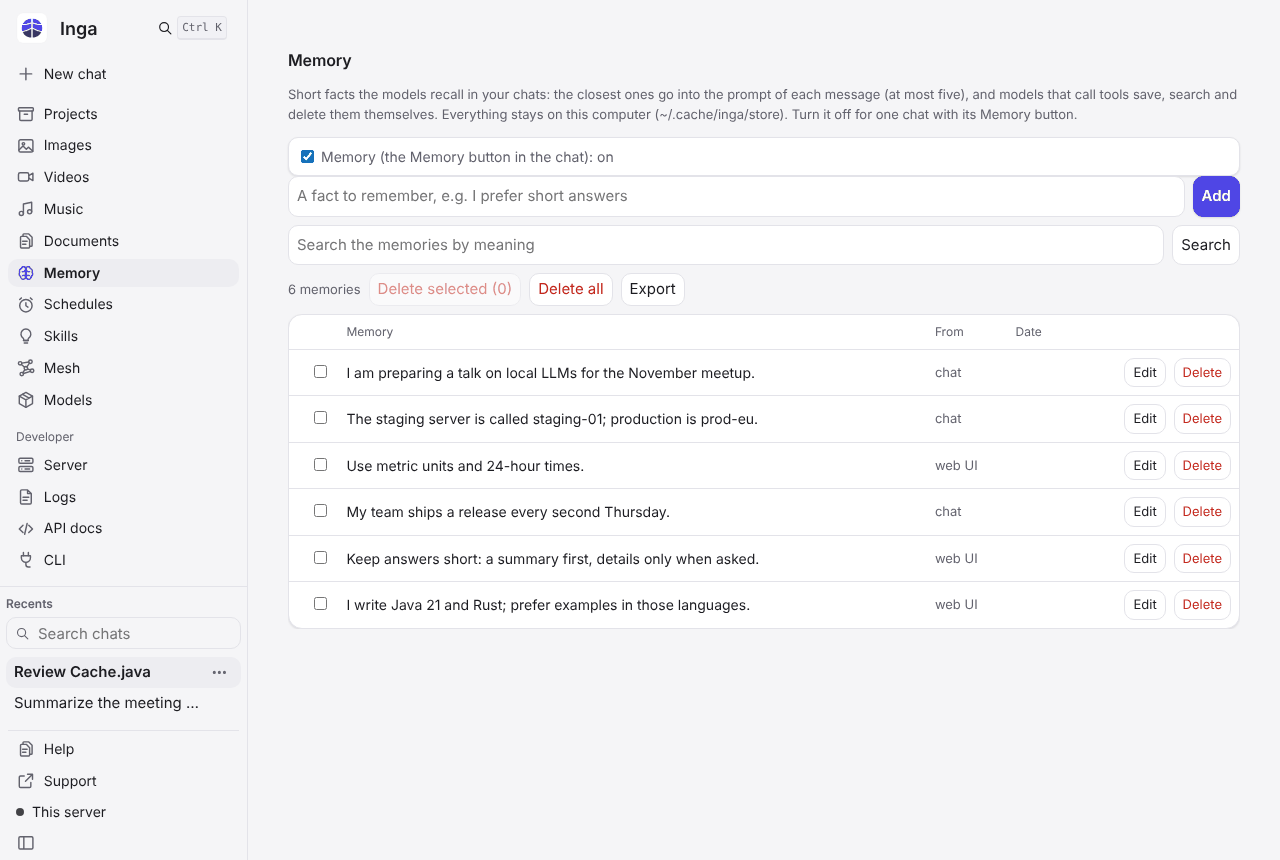 Inga
Ctrl K
New chat
Projects
Images
Videos
Music
Documents
Memory
Schedules
Skills
Mesh
Models
Developer
Server
Logs
API docs
CLI
Recents
Search chats
Review Cache.java
Summarize the meeting ...
Help
Support
This server
Memory
Short facts the models recall in your chats: the closest ones go into the prompt of each message (at most five), and models that call tools save, search and
delete them themselves. Everything stays on this computer (~/.cache/inga/store). Turn it off for one chat with its Memory button.
Memory (the Memory button in the chat): on
A fact to remember, e.g. I prefer short answers
Add
Search the memories by meaning
Search
6 memories
Delete selected (0)
Delete all
Export
Memory From Date
I am preparing a talk on local LLMs for the November meetup. chat Edit Delete
The staging server is called staging-01; production is prod-eu. chat Edit Delete
Use metric units and 24-hour times. web UI Edit Delete
My team ships a release every second Thursday. chat Edit Delete
Keep answers short: a summary first, details only when asked. web UI Edit Delete
I write Java 21 and Rust; prefer examples in those languages. web UI Edit Delete